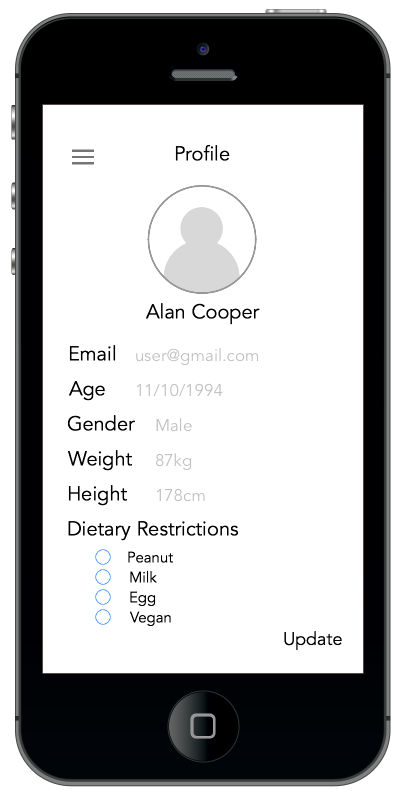 Profile
Alan Cooper
Email user@gmail.com
Age 11/10/1994
Gender Male
Weight 87kg
Height 178cm
Dietary Restrictions
Peanut
Milk
Egg
Vegan
Update